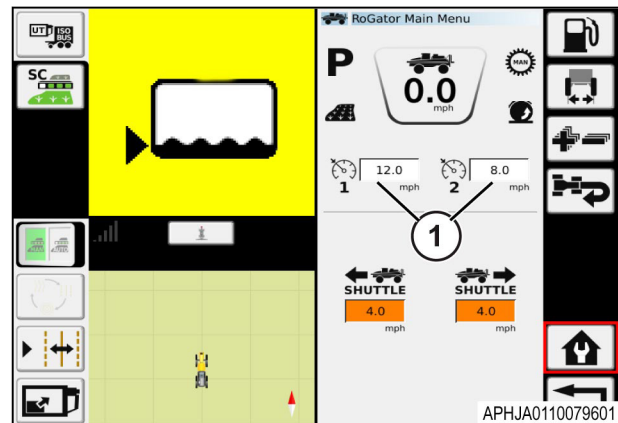 UT ISO
BUS
SC
RoGator Main Menu
P
MAN
0.0
mph
12.0
8.0
1
mph
2
mph
1
SHUTTLE
SHUTTLE
4.0
4.0
mph
mph
APHJA0110079601